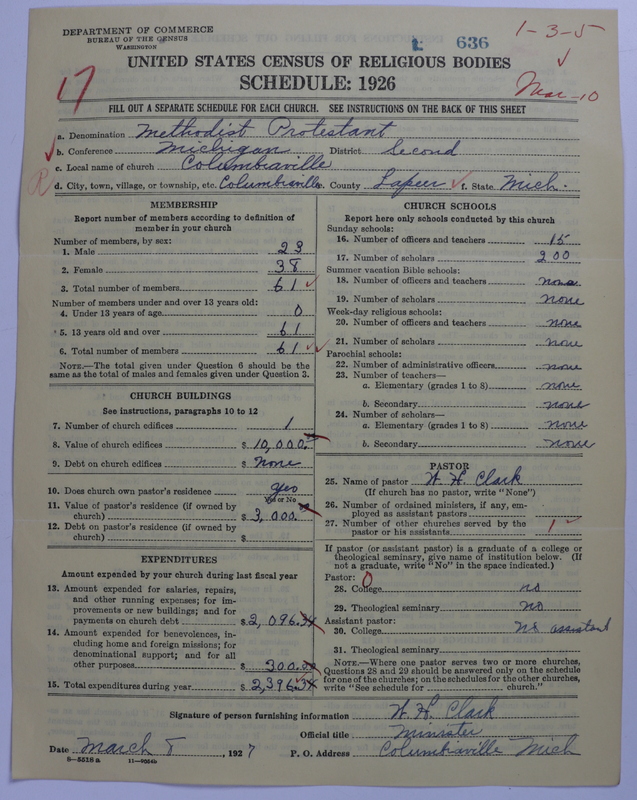 DEPARTMENT OF COMMERCE
BUREAU OF THE CENSUS
WASHINGTON
636
1-3-5
17
Mar 10
UNITED STATES CENSUS OF RELIGIOUS BODIES
SCHEDULE: 1926
FILL OUT A SEPARATE SCHEDULE FOR EACH CHURCH. SEE INSTRUCTIONS ON THE BACK OF THIS SHEET
a. Denomination Methodist Protestant
b. Conference Michigan District Second
c. Local name of church Columbiaville
R
d. City, town, village, or township, etc. Columbiaville e. County Lapeer f. State Mich.
MEMBERSHIP
Report number of members according to definition of
member in your church
Number of members, by sex:
1. Male 23
2. Female 38
3. Total number of members 61
Number of members under and over 13 years old:
4. Under 13 years of age 0
5. 13 years old and over 61
6. Total number of members 61
NOTE.—The total given under Question 6 should be the
same as the total of males and females given under Question 3.
CHURCH BUILDINGS
See instructions, paragraphs 10 to 12
7. Number of church edifices 1
8. Value of church edifices $ 10,000.
9. Debt on church edifices $ None
10. Does church own pastor's residence yes
Yes or No
11. Value of pastor's residence (if owned by
church) $ 3,000.
12. Debt on pastor's residence (if owned by
church) $
EXPENDITURES
Amount expended by your church during last fiscal year
13. Amount expended for salaries, repairs,
and other running expenses; for im-
provements or new buildings; and for
payments on church debt $ 2,096.34
14. Amount expended for benevolences, in-
cluding home and foreign missions; for
denominational support; and for all
other purposes $ 300.00
15. Total expenditures during year $ 2,396.34
CHURCH SCHOOLS
Report here only schools conducted by this church
Sunday schools:
16. Number of officers and teachers 15
17. Number of scholars 200
Summer vacation Bible schools:
18. Number of officers and teachers none
19. Number of scholars none
Week-day religious schools:
20. Number of officers and teachers none
21. Number of scholars none
Parochial schools:
22. Number of administrative officers none
23. Number of teachers—
a. Elementary (grades 1 to 8) none
b. Secondary none
24. Number of scholars—
a. Elementary (grades 1 to 8) none
b. Secondary none
PASTOR
25. Name of pastor W. H. Clark
(If church has no pastor, write "None")
26. Number of ordained ministers, if any, em-
ployed as assistant pastors
27. Number of other churches served by the
pastor or his assistants 1
If pastor (or assistant pastor) is a graduate of a college or
theological seminary, give name of institution below. (If
not a graduate, write "No" in the space indicated.)
Pastor: 0
28. College no
29. Theological seminary no
Assistant pastor:
30. College no assistant
31. Theological seminary
NOTE.—Where one pastor serves two or more churches,
Questions 28 and 29 should be answered only on the schedule
for one of the churches; on the schedules for the other churches,
write "See schedule for church."
Signature of person furnishing information W. H. Clark
Official title Minister
Date March 8, 1927 P. O. Address Columbiaville Mich
8—5518 a 11—9064b